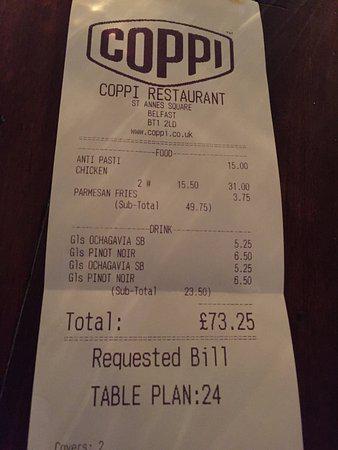 COPPI
TM
COPPI RESTAURANT
ST ANNES SQUARE
BELFAST
BT1 2LD
www.coppi.co.uk
FOOD
ANTI PASTI 15.00
CHICKEN
2 # 15.50 31.00
PARMESAN FRIES 3.75
(Sub-Total 49.75)
DRINK
Gls OCHAGAVIA SB 5.25
Gls PINOT NOIR 6.50
Gls OCHAGAVIA SB 5.25
Gls PINOT NOIR 6.50
(Sub-Total 23.50)
Total: £73.25
Requested Bill
TABLE PLAN:24
Covers: 2